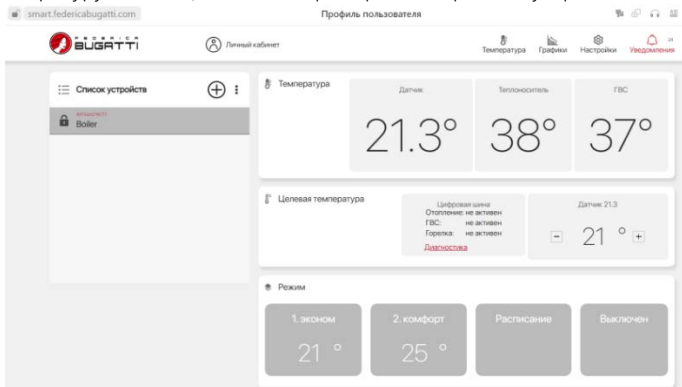 smart.federicabugatti.com
Профиль пользователя
FEDERICA
BUGATTI
Личный кабинет
Температура
Графики
Настройки
Уведомления
Список устройств
Boiler
Температура
Датчик
Теплоноситель
ГВС
21.3°
38°
37°
Целевая температура
Цифровая шина
Отопление: не активен
ГВС: не активен
Горелка: не активен
Диагностика
Датчик 21.3
− 21 ° +
Режим
1. эконом
2. комфорт
Расписание
Выключен
21 °
25 °